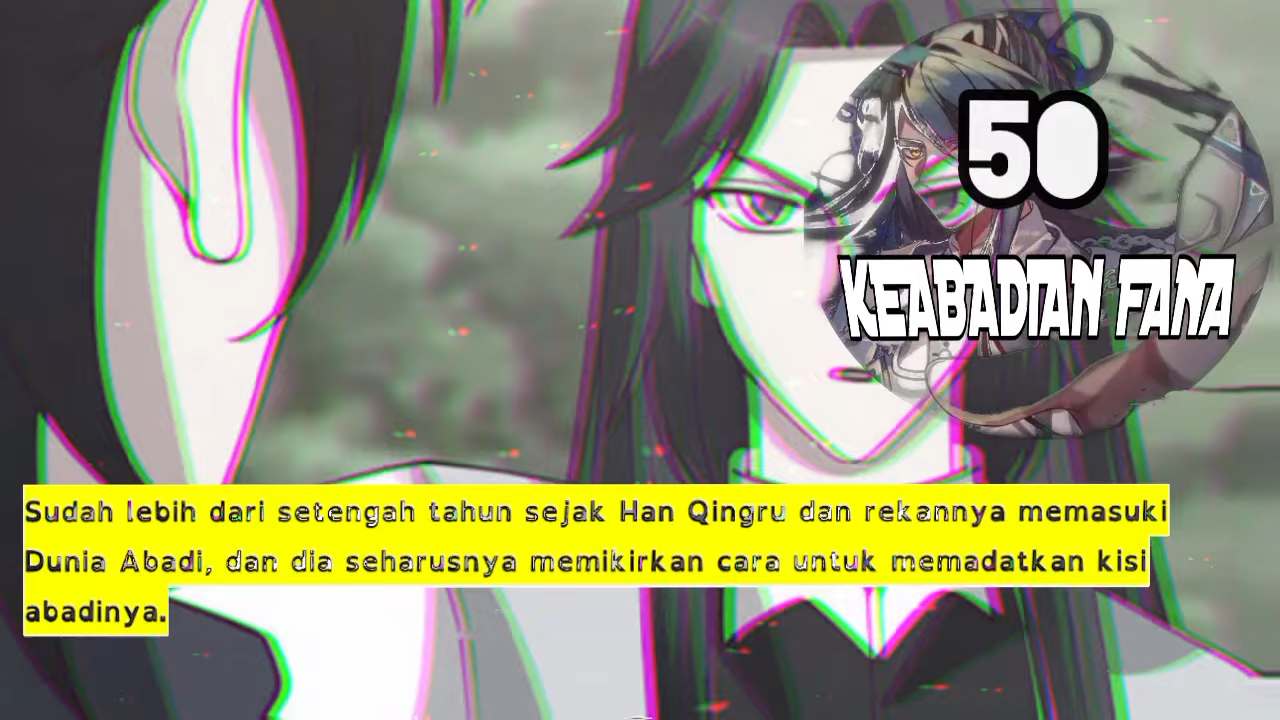 50
KEABADIAN FANA
Sudah lebih dari setengah tahun sejak Han Qingru dan rekannya memasuki
Dunia Abadi, dan dia seharusnya memikirkan cara untuk memadatkan kisi
abadinya.